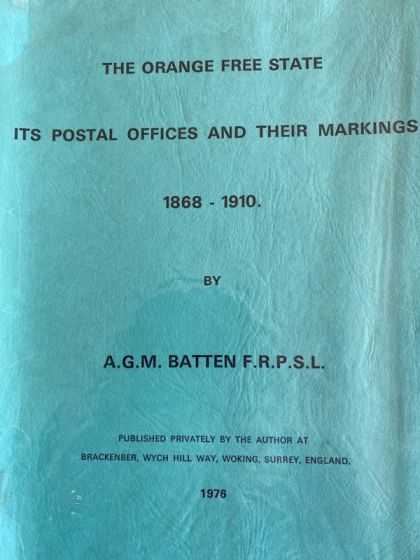 THE ORANGE FREE STATE
ITS POSTAL OFFICES AND THEIR MARKINGS
1868 - 1910.
BY
A.G.M. BATTEN F.R.P.S.L.
PUBLISHED PRIVATELY BY THE AUTHOR AT
BRACKENBER, WYCH HILL WAY, WOKING, SURREY, ENGLAND.
1976